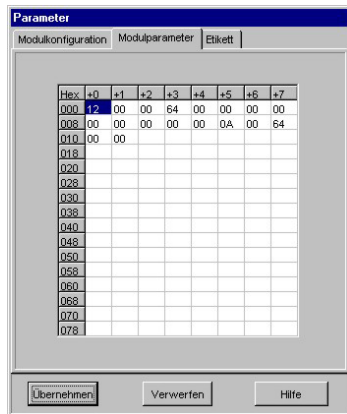 Parameter
Modulkonfiguration Modulparameter Etikett
Hex +0 +1 +2 +3 +4 +5 +6 +7
000 12 00 00 64 00 00 00 00
008 00 00 00 00 00 0A 00 64
010 00 00
018
020
028
030
038
040
048
050
058
060
068
070
078
Übernehmen Verwerfen Hilfe